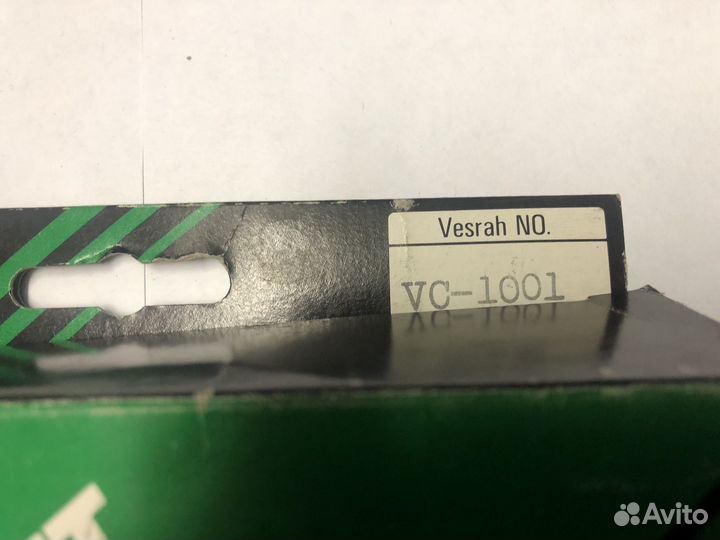 Vesrah NO.
VC-1001
T
Avito